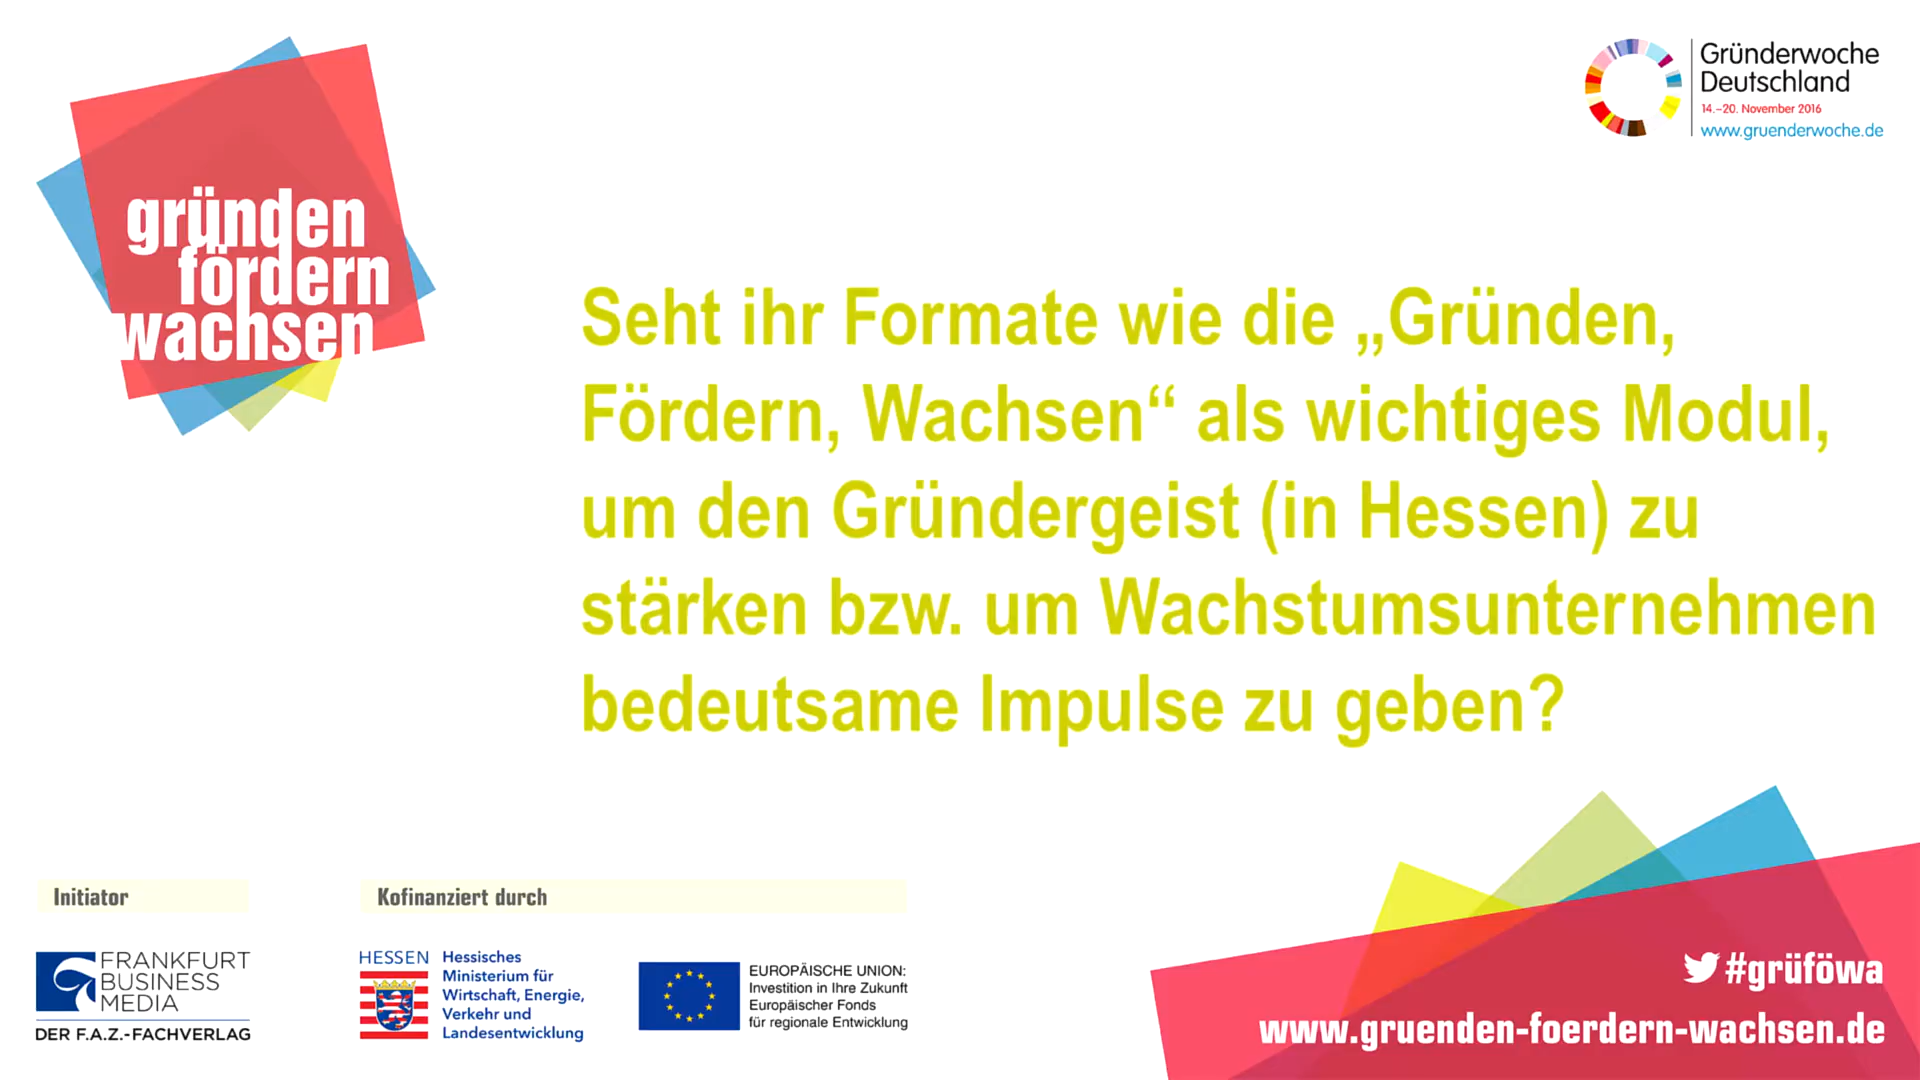 gründen
fördern
wachsen
Gründerwoche
Deutschland
14.–20. November 2016
www.gruenderwoche.de
Seht ihr Formate wie die „Gründen,
Fördern, Wachsen“ als wichtiges Modul,
um den Gründergeist (in Hessen) zu
stärken bzw. um Wachstumsunternehmen
bedeutsame Impulse zu geben?
Initiator
FRANKFURT
BUSINESS
MEDIA
DER F.A.Z.-FACHVERLAG
Kofinanziert durch
HESSEN
Hessisches
Ministerium für
Wirtschaft, Energie,
Verkehr und
Landesentwicklung
EUROPÄISCHE UNION:
Investition in Ihre Zukunft
Europäischer Fonds
für regionale Entwicklung
#grüföwa
www.gruenden-foerdern-wachsen.de